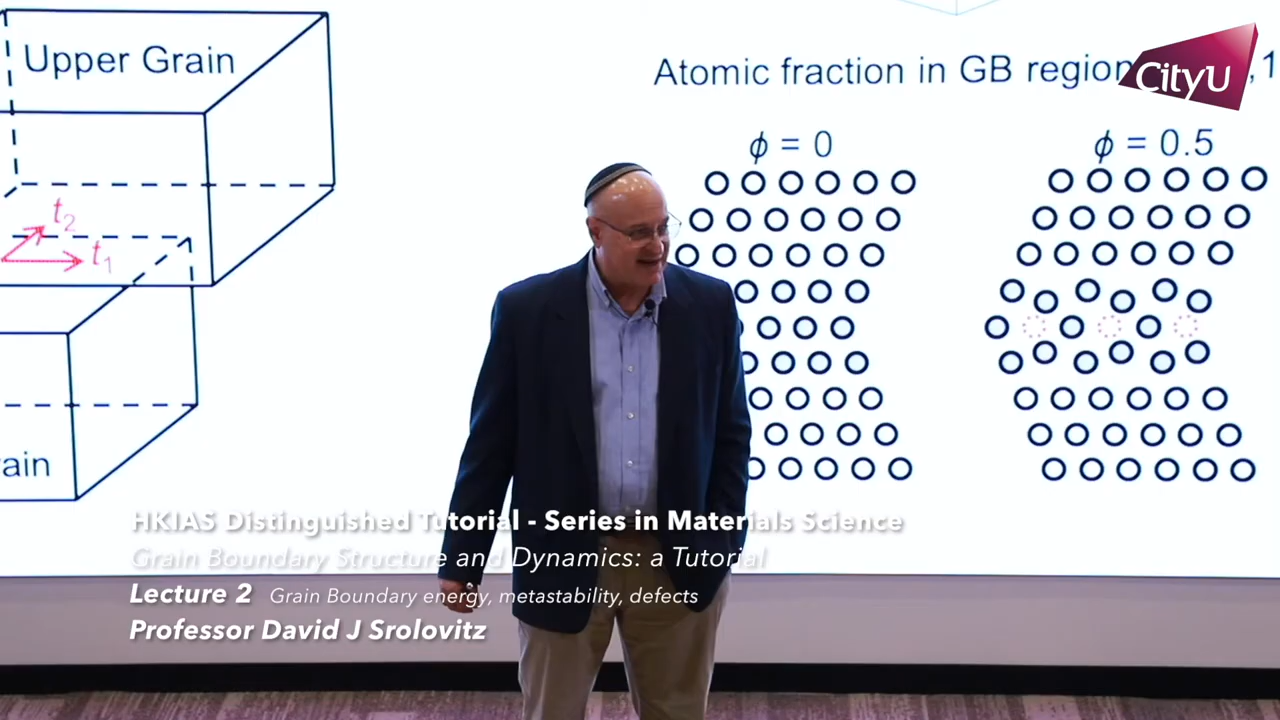 Upper Grain
t₂
t₁
Atomic fraction in GB region
,1
CityU
ϕ = 0
ϕ = 0.5
HKIAS Distinguished Tutorial - Series in Materials Science
Grain Boundary Structure and Dynamics: a Tutorial
Lecture 2 Grain Boundary energy, metastability, defects
Professor David J Srolovitz